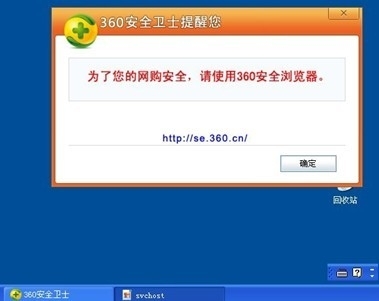 360安全卫士提醒您
为了您的网购安全，请使用360安全浏览器。
http://se.360.cn/
确定
回收站
360安全卫士
svchost